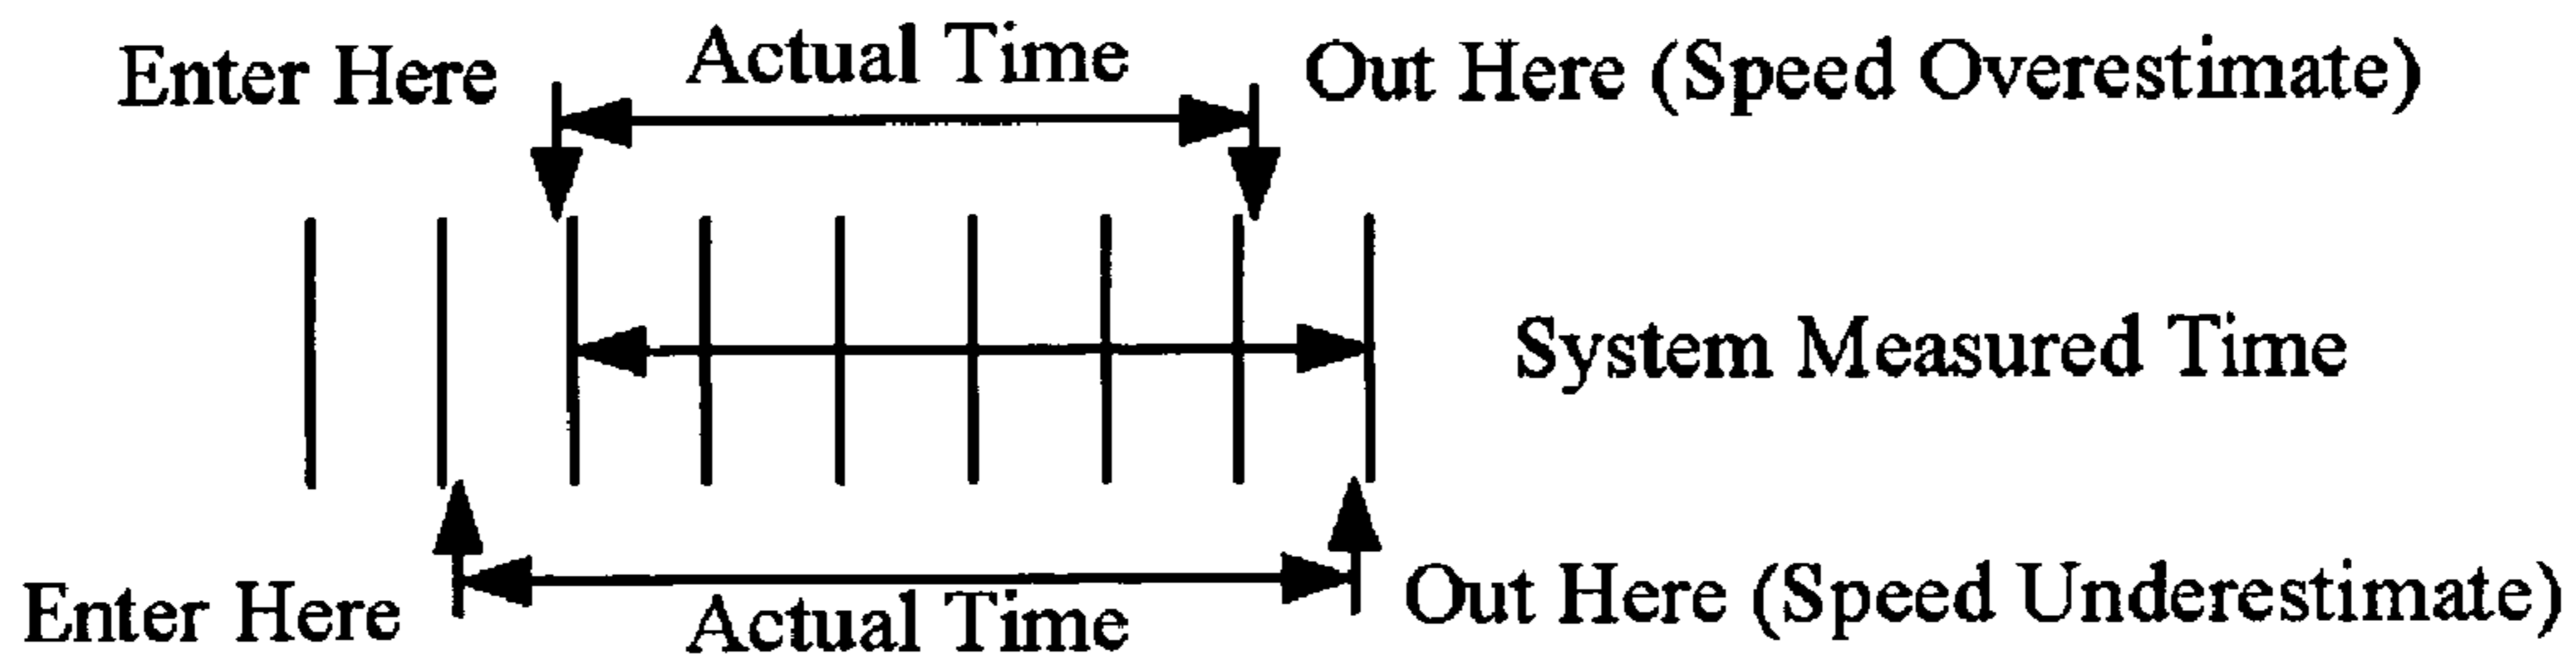 Enter Here Actual Time Out Here (Speed Overestimate)
System Measured Time
Enter Here Actual Time Out Here (Speed Underestimate)